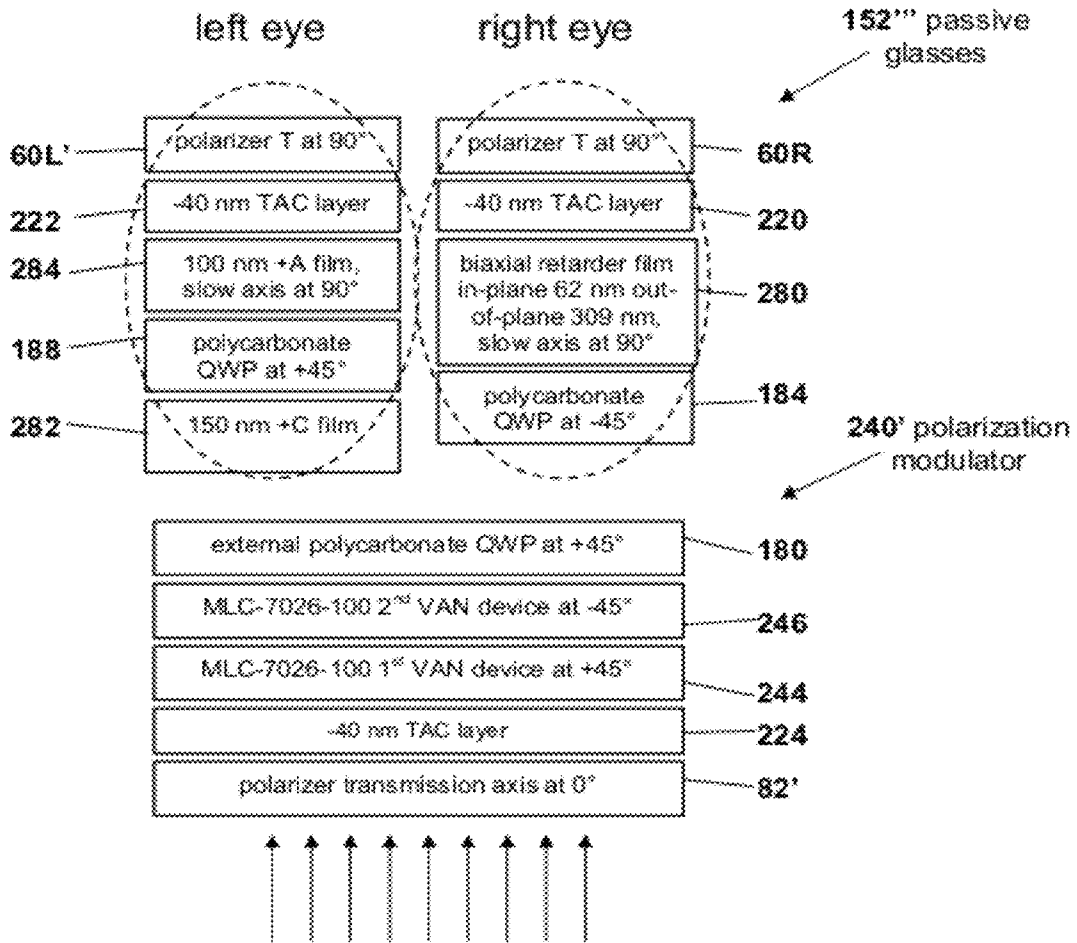 left eye
right eye
152''' passive
glasses
60L'
polarizer T at 90°
polarizer T at 90°
60R
222
-40 nm TAC layer
-40 nm TAC layer
220
284
100 nm +A film,
slow axis at 90°
biaxial retarder film
in-plane 62 nm out-
of-plane 309 nm,
slow axis at 90°
280
188
polycarbonate
QWP at +45°
polycarbonate
QWP at -45°
184
282
150 nm +C film
240' polarization
modulator
external polycarbonate QWP at +45°
180
MLC-7026-100 2nd VAN device at -45°
246
MLC-7026-100 1st VAN device at +45°
244
-40 nm TAC layer
224
polarizer transmission axis at 0°
82'